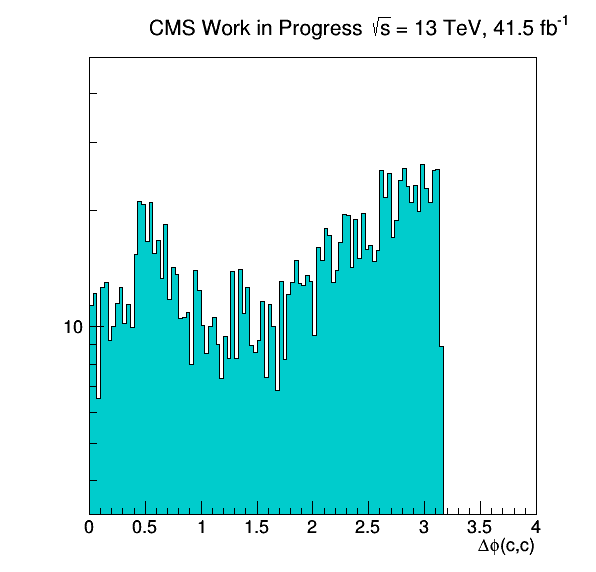 CMS Work in Progress √s = 13 TeV, 41.5 fb⁻¹
10
0 0.5 1 1.5 2 2.5 3 3.5 4
Δϕ(c,c)